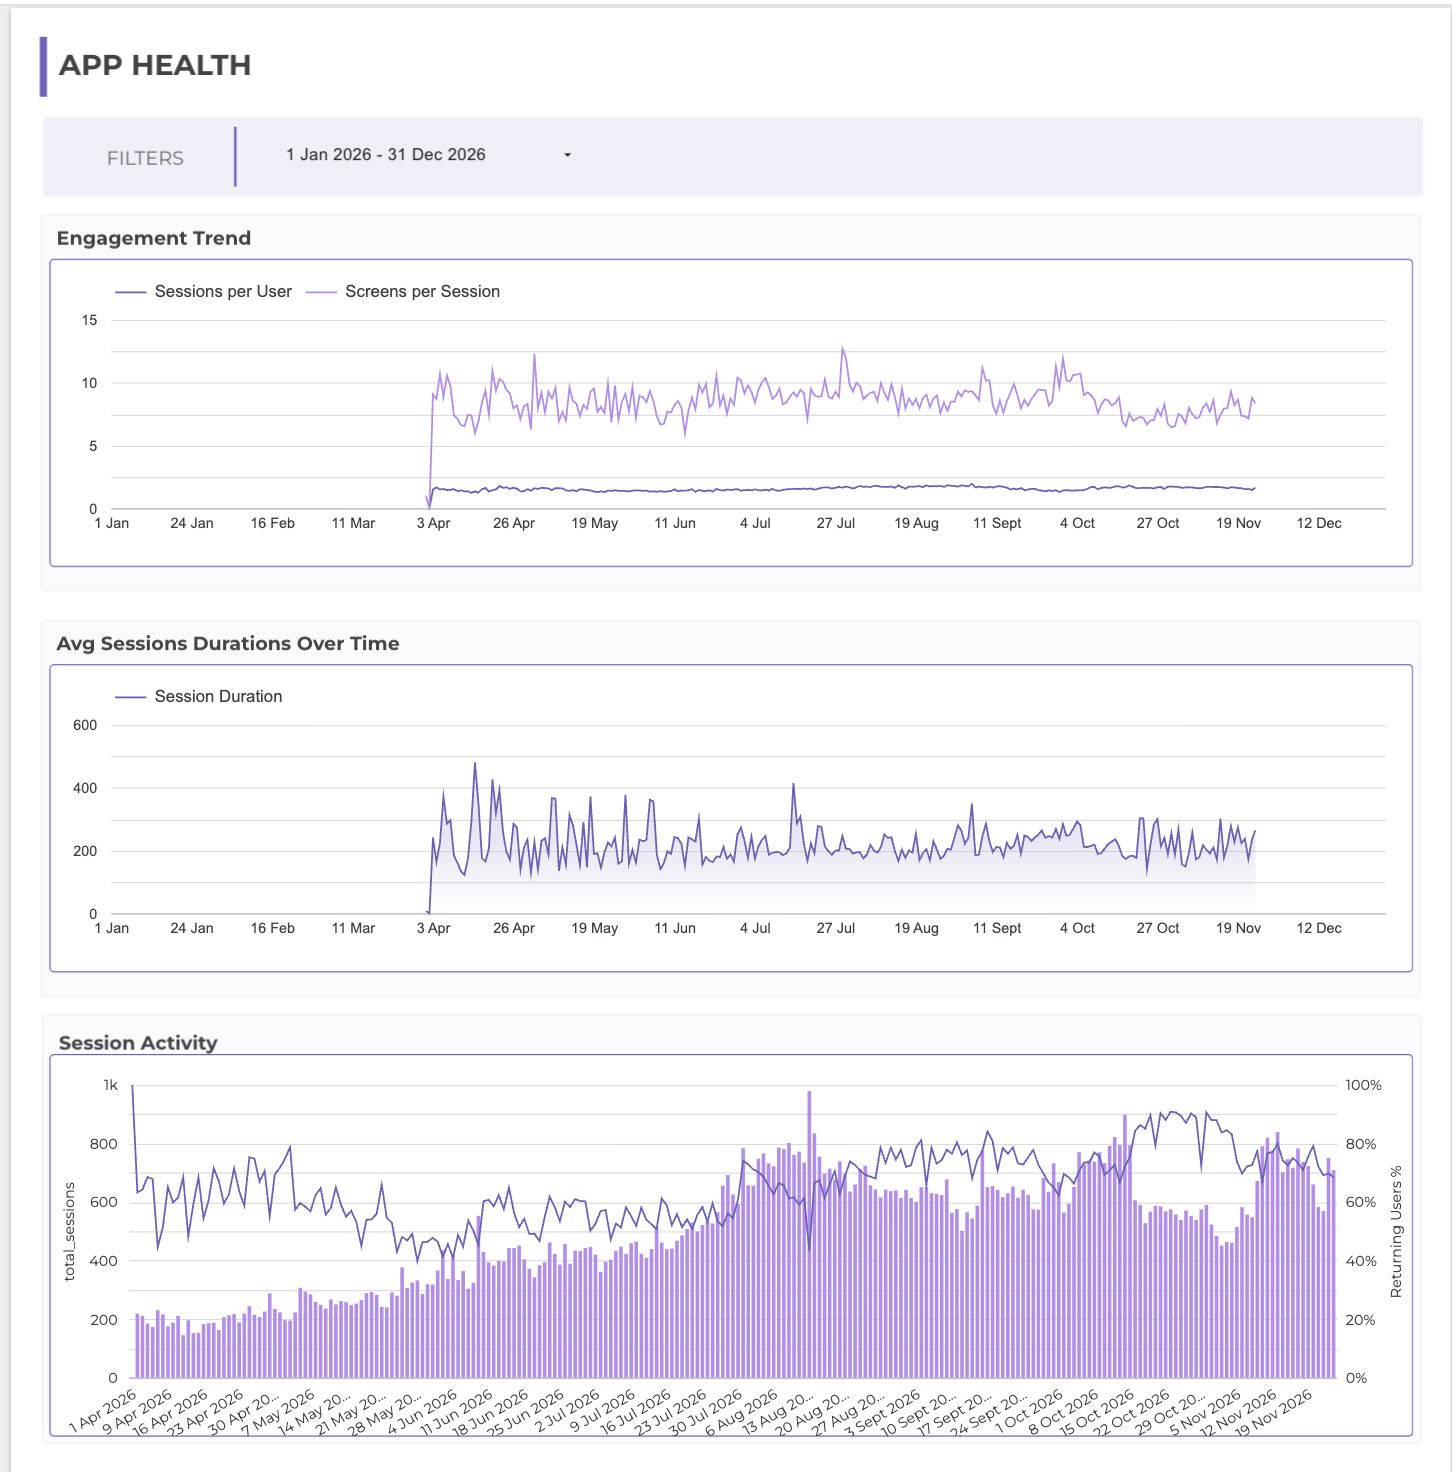 APP HEALTH
FILTERS
1 Jan 2026 - 31 Dec 2026
Engagement Trend
Sessions per User
Screens per Session
15
10
5
0
1 Jan 24 Jan 16 Feb 11 Mar 3 Apr 26 Apr 19 May 11 Jun 4 Jul 27 Jul 19 Aug 11 Sept 4 Oct 27 Oct 19 Nov 12 Dec
Avg Sessions Durations Over Time
Session Duration
600
400
200
0
1 Jan 24 Jan 16 Feb 11 Mar 3 Apr 26 Apr 19 May 11 Jun 4 Jul 27 Jul 19 Aug 11 Sept 4 Oct 27 Oct 19 Nov 12 Dec
Session Activity
total_sessions
1k
800
600
400
200
0
100%
80%
60%
40%
20%
0%
Returning Users %
1 Apr 2026
9 Apr 2026
16 Apr 2026
23 Apr 2026
30 Apr 20...
7 May 2026
14 May 20...
21 May 20...
28 May 20...
4 Jun 2026
11 Jun 2026
18 Jun 2026
25 Jun 2026
2 Jul 2026
9 Jul 2026
16 Jul 2026
23 Jul 2026
30 Jul 2026
6 Aug 2026
13 Aug 20...
20 Aug 20...
27 Aug 20...
3 Sept 2026
10 Sept 20...
17 Sept 20...
24 Sept 20...
1 Oct 2026
8 Oct 2026
15 Oct 2026
22 Oct 2026
29 Oct 20...
5 Nov 2026
12 Nov 2026
19 Nov 2026